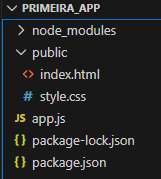 PRIMEIRA_APP
node_modules
public
index.html
style.css
app.js
package-lock.json
package.json